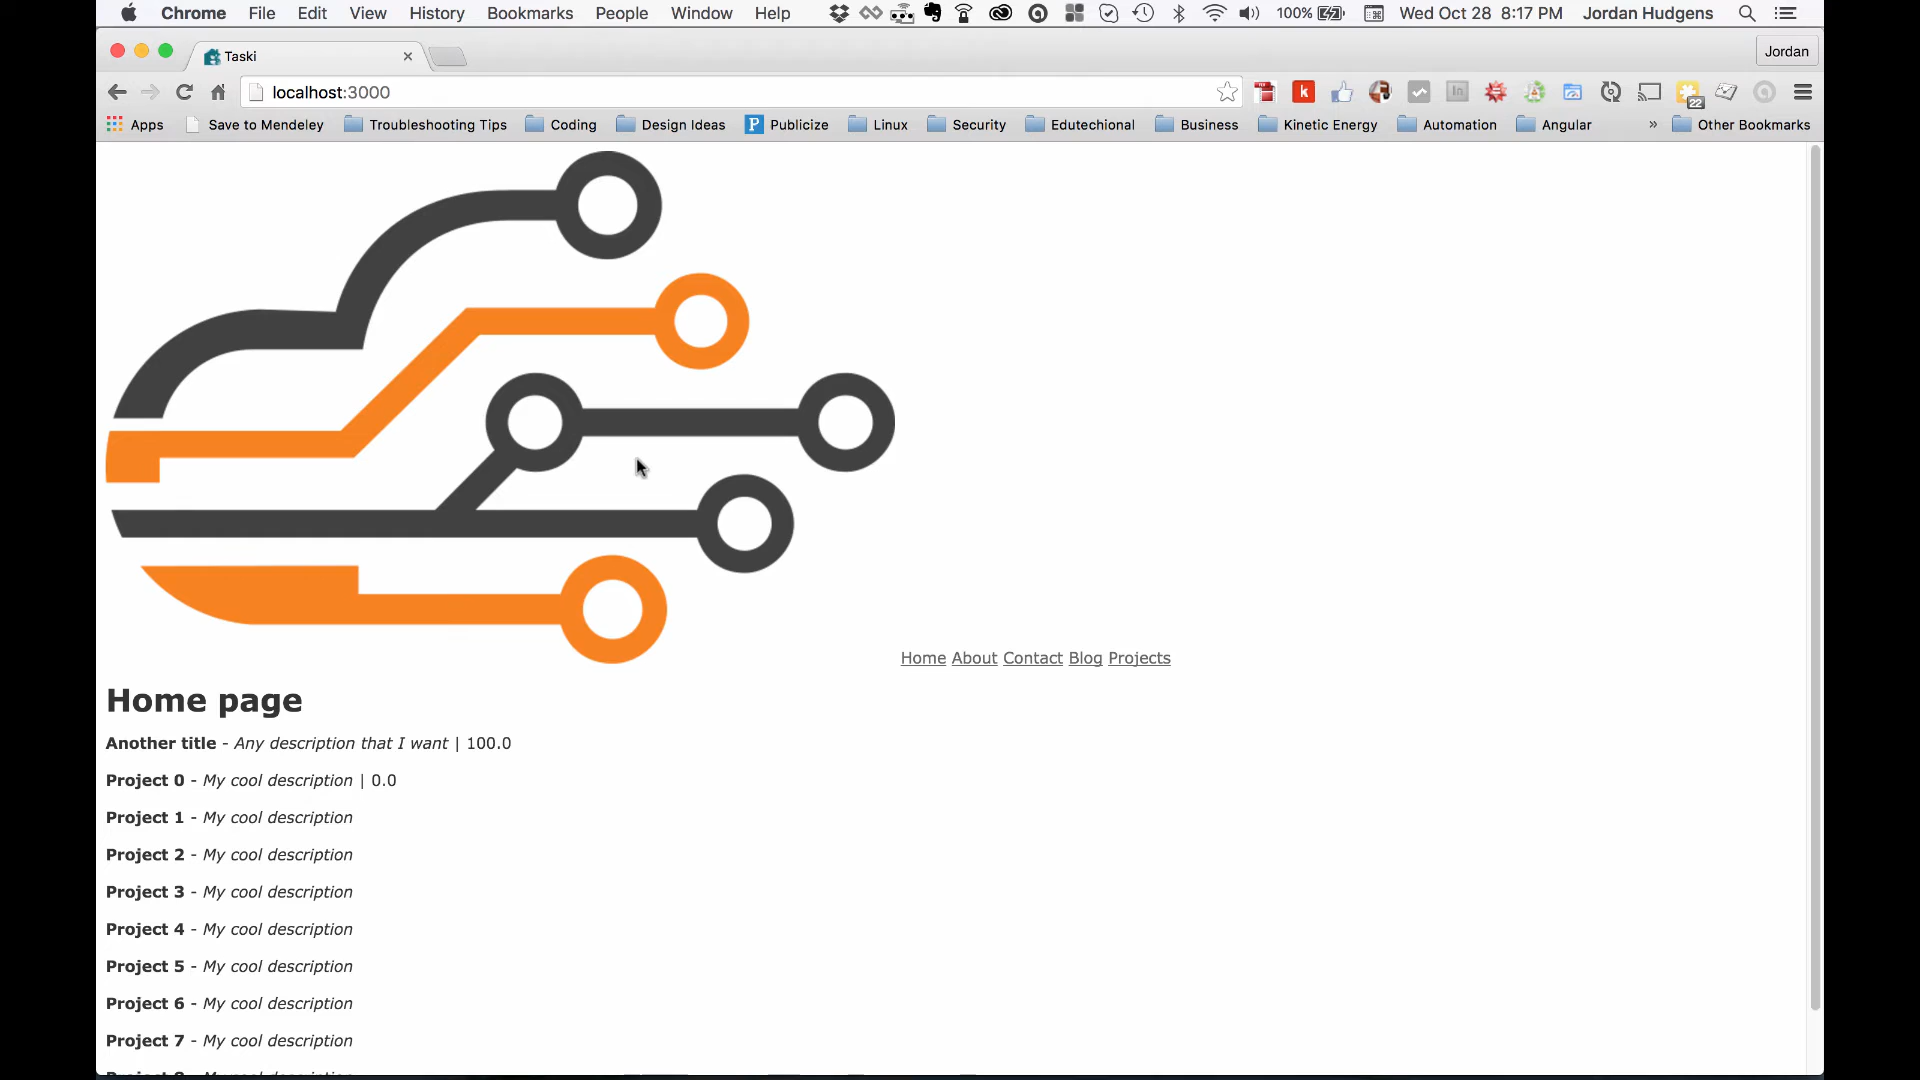 Chrome File Edit View History Bookmarks People Window Help 100% Wed Oct 28 8:17 PM Jordan Hudgens
Taski Jordan
localhost:3000 22
Apps Save to Mendeley Troubleshooting Tips Coding Design Ideas Publicize Linux Security Edutechional Business Kinetic Energy Automation Angular » Other Bookmarks
Home About Contact Blog Projects
Home page
Another title - Any description that I want | 100.0
Project 0 - My cool description | 0.0
Project 1 - My cool description
Project 2 - My cool description
Project 3 - My cool description
Project 4 - My cool description
Project 5 - My cool description
Project 6 - My cool description
Project 7 - My cool description